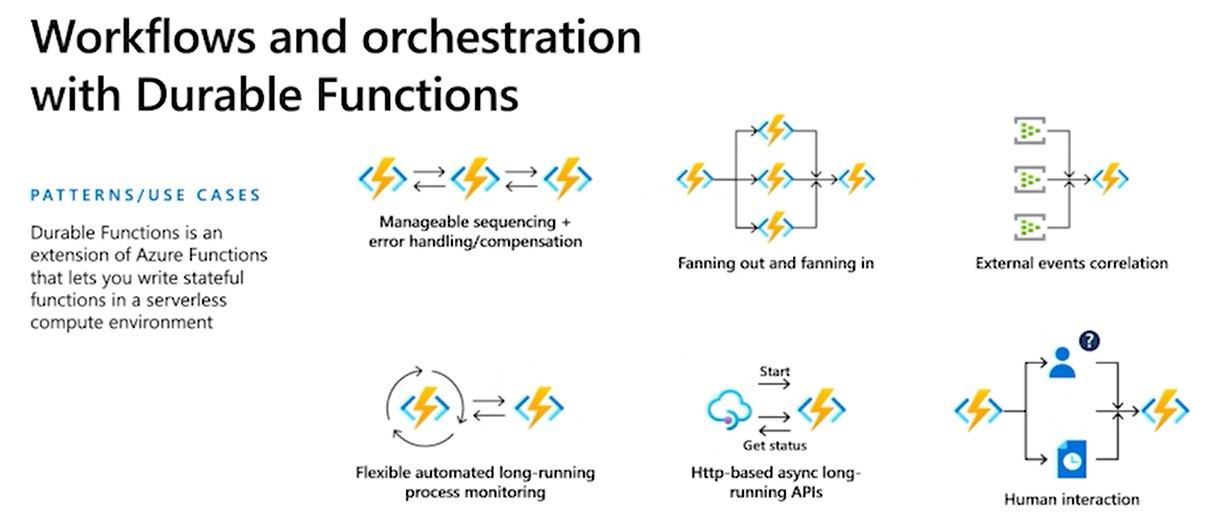 Workflows and orchestration
with Durable Functions
PATTERNS/USE CASES
Durable Functions is an
extension of Azure Functions
that lets you write stateful
functions in a serverless
compute environment
Manageable sequencing +
error handling/compensation
Fanning out and fanning in
External events correlation
Flexible automated long-running
process monitoring
Start
Get status
Http-based async long-
running APIs
?
Human interaction